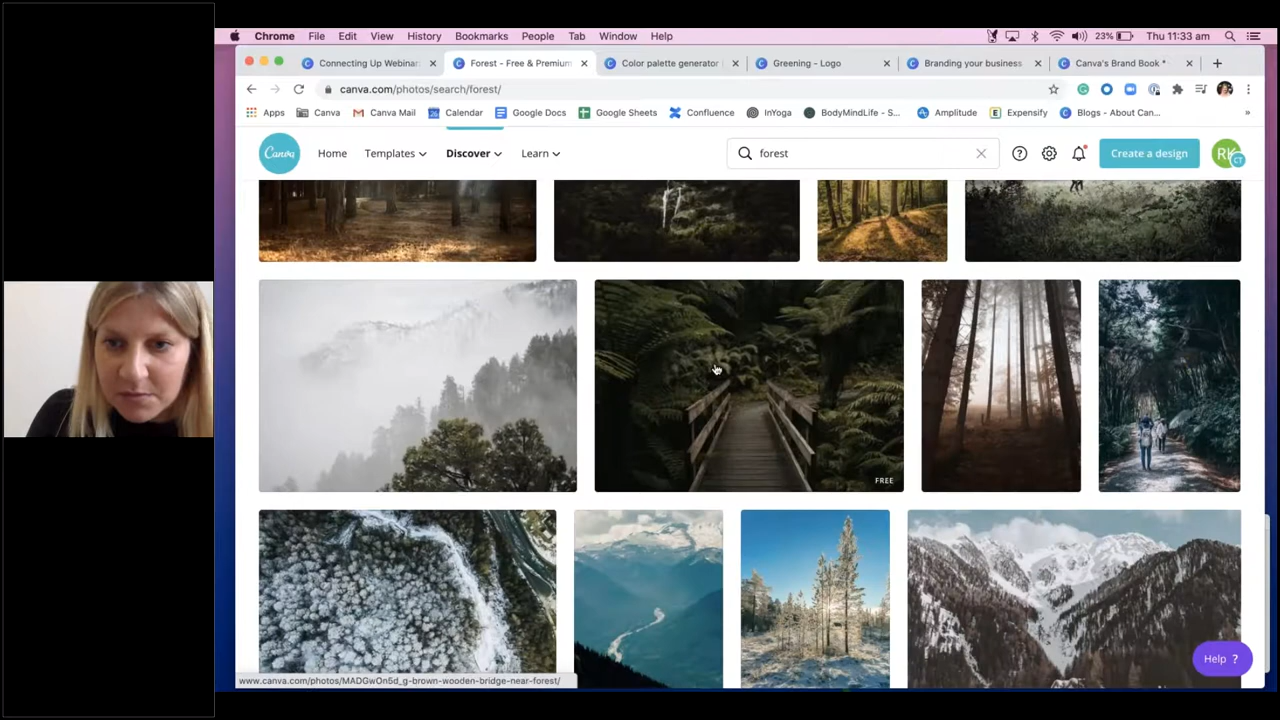 Chrome File Edit View History Bookmarks People Tab Window Help 23% Thu 11:33 am
Connecting Up Webinar Forest - Free & Premium Color palette generator Greening - Logo Branding your business Canva's Brand Book *
canva.com/photos/search/forest/
Apps Canva Canva Mail Calendar Google Docs Google Sheets Confluence InYoga BodyMindLife - S... Amplitude Expensify Blogs - About Can... »
Canva Home Templates Discover Learn forest Create a design RK CT
FREE
Help ?
www.canva.com/photos/MADGwOn5d_g-brown-wooden-bridge-near-forest/